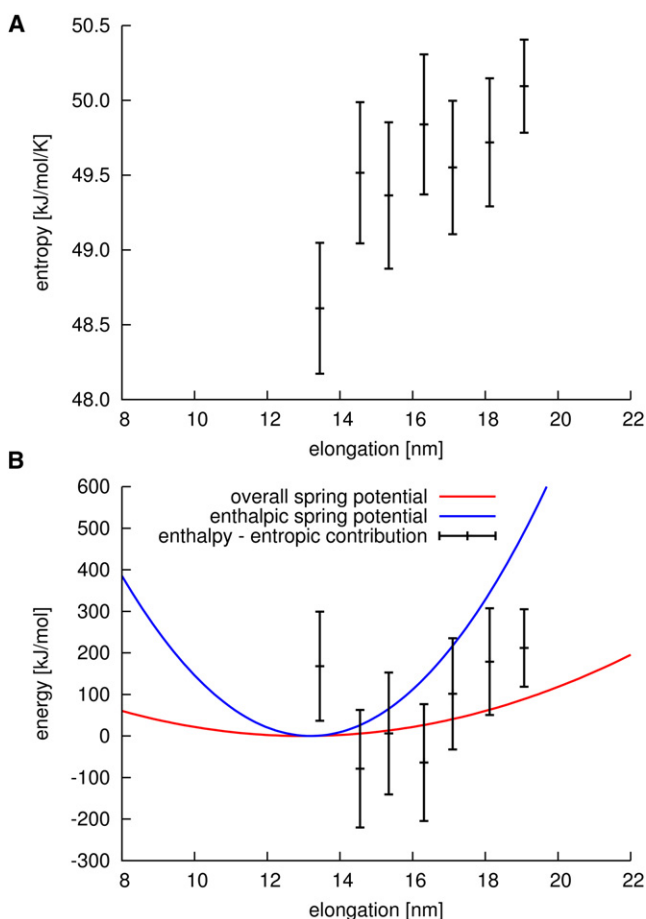 A
50.5
50.0
49.5
49.0
48.5
48.0
entropy [kJ/mol/K]
8 10 12 14 16 18 20 22
elongation [nm]
B
600
500
400
300
200
100
0
-100
-200
-300
energy [kJ/mol]
overall spring potential
enthalpic spring potential
enthalpy - entropic contribution
8 10 12 14 16 18 20 22
elongation [nm]